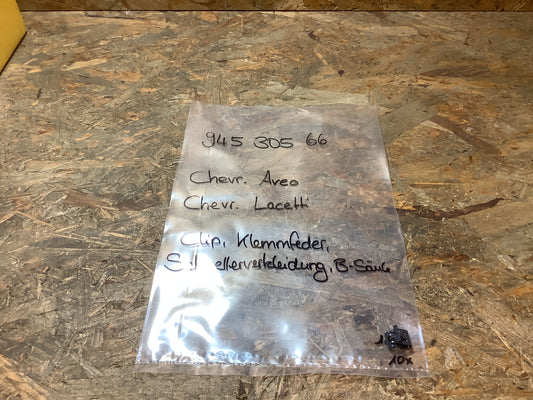 945 305 66
Chevr. Aveo
Chevr. Lacetti
Clip, Klemmfeder,
Schwellerverkleidung, B-Säule
10x